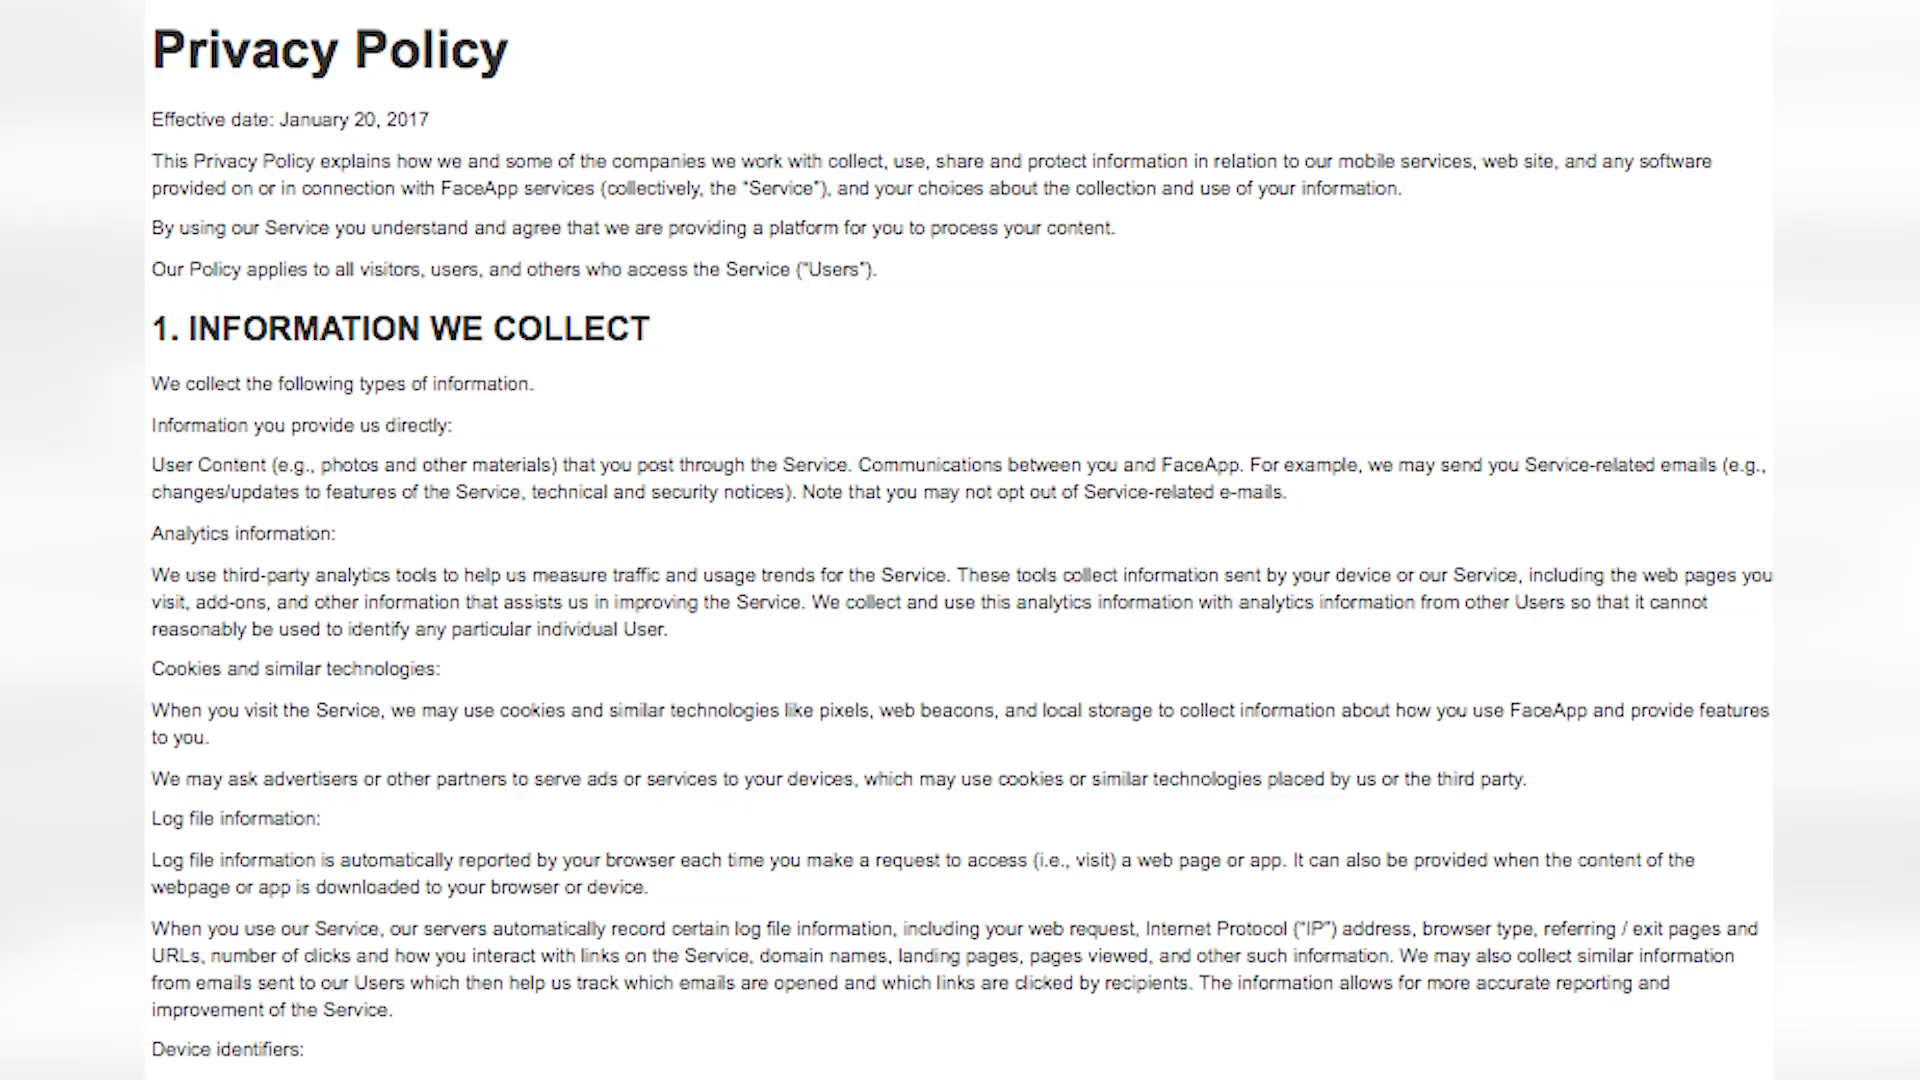 Privacy Policy
Effective date: January 20, 2017
This Privacy Policy explains how we and some of the companies we work with collect, use, share and protect information in relation to our mobile services, web site, and any software
provided on or in connection with FaceApp services (collectively, the "Service"), and your choices about the collection and use of your information.
By using our Service you understand and agree that we are providing a platform for you to process your content.
Our Policy applies to all visitors, users, and others who access the Service ("Users").
1. INFORMATION WE COLLECT
We collect the following types of information.
Information you provide us directly:
User Content (e.g., photos and other materials) that you post through the Service. Communications between you and FaceApp. For example, we may send you Service-related emails (e.g.,
changes/updates to features of the Service, technical and security notices). Note that you may not opt out of Service-related e-mails.
Analytics information:
We use third-party analytics tools to help us measure traffic and usage trends for the Service. These tools collect information sent by your device or our Service, including the web pages you
visit, add-ons, and other information that assists us in improving the Service. We collect and use this analytics information with analytics information from other Users so that it cannot
reasonably be used to identify any particular individual User.
Cookies and similar technologies:
When you visit the Service, we may use cookies and similar technologies like pixels, web beacons, and local storage to collect information about how you use FaceApp and provide features
to you.
We may ask advertisers or other partners to serve ads or services to your devices, which may use cookies or similar technologies placed by us or the third party.
Log file information:
Log file information is automatically reported by your browser each time you make a request to access (i.e., visit) a web page or app. It can also be provided when the content of the
webpage or app is downloaded to your browser or device.
When you use our Service, our servers automatically record certain log file information, including your web request, Internet Protocol ("IP") address, browser type, referring / exit pages and
URLs, number of clicks and how you interact with links on the Service, domain names, landing pages, pages viewed, and other such information. We may also collect similar information
from emails sent to our Users which then help us track which emails are opened and which links are clicked by recipients. The information allows for more accurate reporting and
improvement of the Service.
Device identifiers: